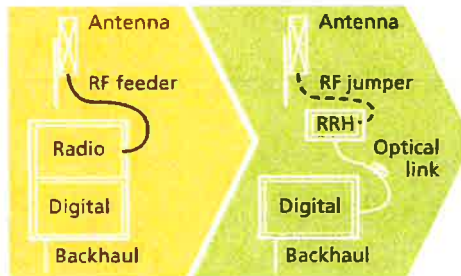 Antenna
RF feeder
Radio
Digital
Backhaul
Antenna
RF jumper
RRH
Optical
link
Digital
Backhaul